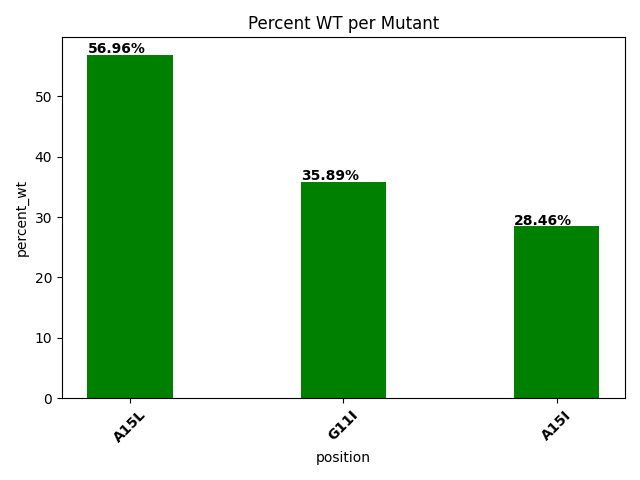 Percent WT per Mutant
56.96%
35.89%
28.46%
50
40
30
20
10
0
percent_wt
A15L
G11I
A15I
position